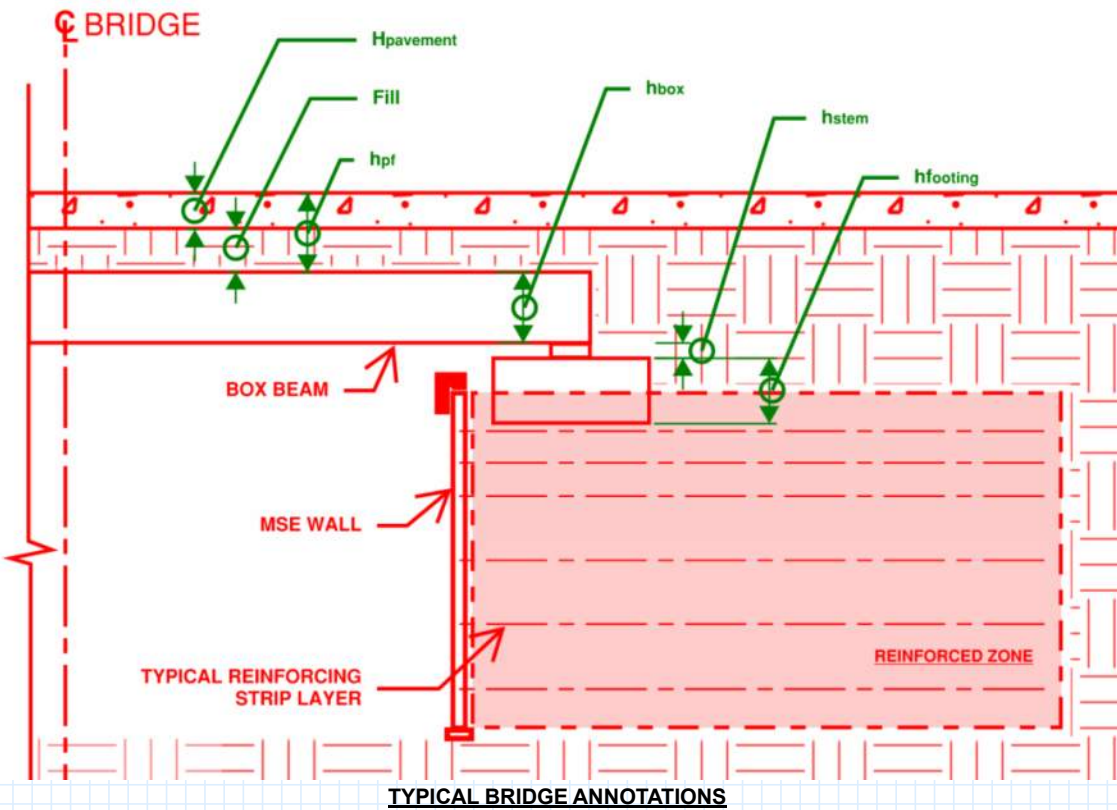 ℄ BRIDGE
Hpavement
Fill
hpf
hbox
hstem
hfooting
BOX BEAM
MSE WALL
TYPICAL REINFORCING
STRIP LAYER
REINFORCED ZONE
TYPICAL BRIDGE ANNOTATIONS